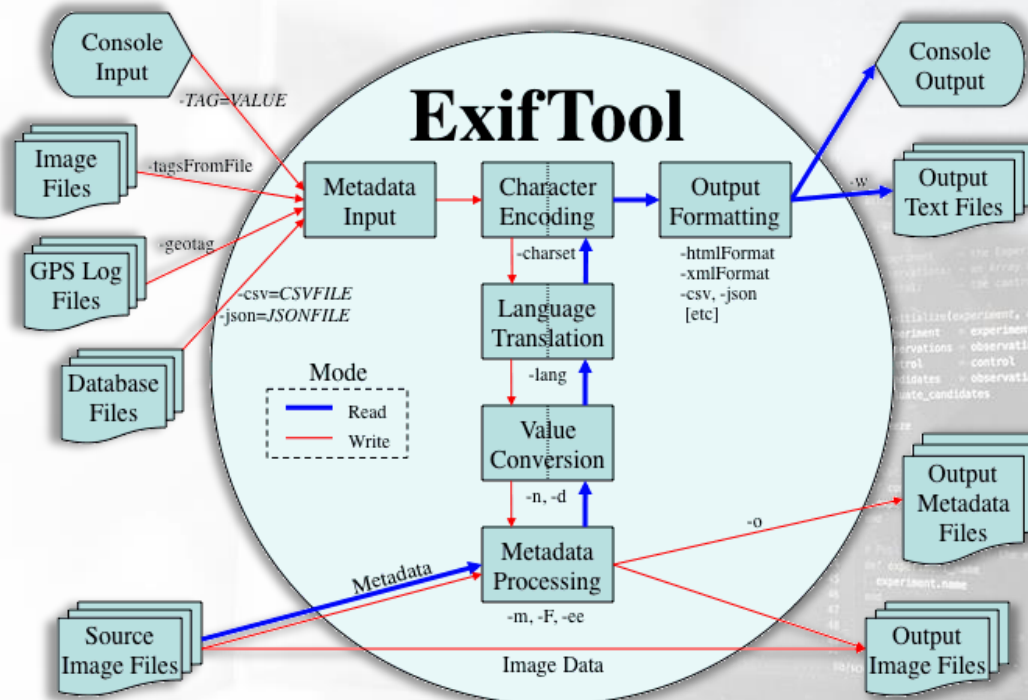 Console
Input
-TAG=VALUE
Image
Files
-tagsFromFile
GPS Log
Files
-geotag
Database
Files
-csv=CSVFILE
-json=JSONFILE
ExifTool
Metadata
Input
Character
Encoding
-charset
Output
Formatting
-htmlFormat
-xmlFormat
-csv, -json
[etc]
Console
Output
-w
Output
Text Files
Language
Translation
-lang
Mode
Read
Write
Value
Conversion
-n, -d
Metadata
Processing
-m, -F, -ee
Metadata
Source
Image Files
Image Data
-o
Output
Metadata
Files
Output
Image Files
experiment.name